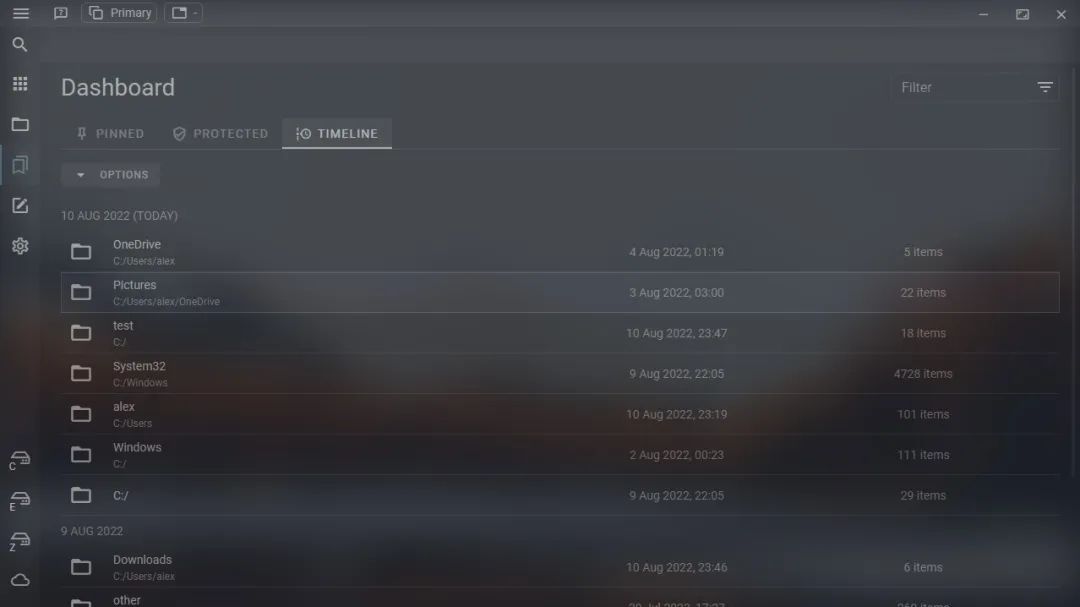 Primary
-
Dashboard
Filter
PINNED PROTECTED TIMELINE
OPTIONS
10 AUG 2022 (TODAY)
OneDrive
C:/Users/alex
4 Aug 2022, 01:19 5 items
Pictures
C:/Users/alex/OneDrive
3 Aug 2022, 03:00 22 items
test
C:/
10 Aug 2022, 23:47 18 items
System32
C:/Windows
9 Aug 2022, 22:05 4728 items
alex
C:/Users
10 Aug 2022, 23:19 101 items
Windows
C:/
2 Aug 2022, 00:23 111 items
C:/ 9 Aug 2022, 22:05 29 items
9 AUG 2022
Downloads
C:/Users/alex
10 Aug 2022, 23:46 6 items
other
C
E
Z